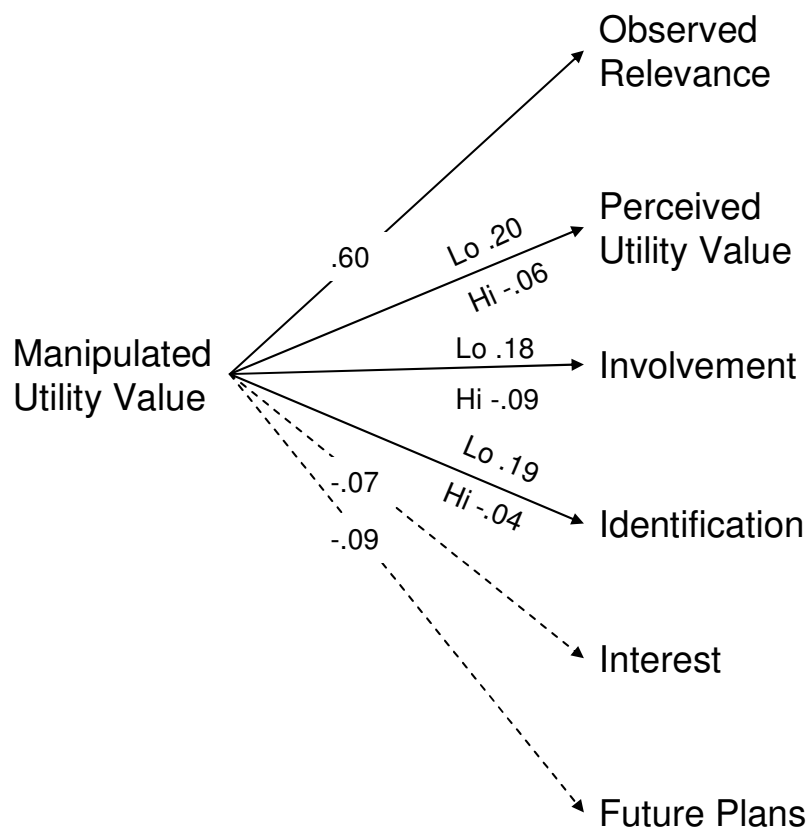 Observed
Relevance
Perceived
Utility Value
Lo .20
Hi -.06
.60
Manipulated
Utility Value
Lo .18
Hi -.09
Involvement
Lo .19
Hi -.04
-.07
-.09
Identification
Interest
Future Plans